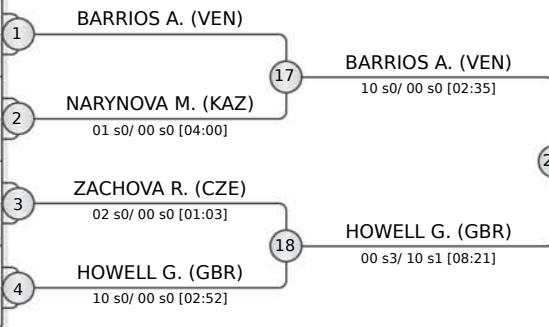 BARRIOS A. (VEN)
1
17
BARRIOS A. (VEN)
10 s0/ 00 s0 [02:35]
NARYNOVA M. (KAZ)
2
01 s0/ 00 s0 [04:00]
ZACHOVA R. (CZE)
3
02 s0/ 00 s0 [01:03]
18
HOWELL G. (GBR)
00 s3/ 10 s1 [08:21]
HOWELL G. (GBR)
4
10 s0/ 00 s0 [02:52]